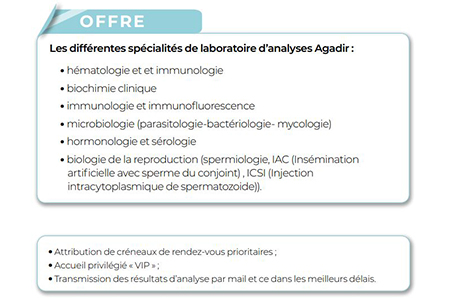 OFFRE
Les différentes spécialités de laboratoire d'analyses Agadir :
• hématologie et et immunologie
• biochimie clinique
• immunologie et immunofluorescence
• microbiologie (parasitologie-bactériologie- mycologie)
• hormonologie et sérologie
• biologie de la reproduction (spermiologie, IAC (Insémination
artificielle avec sperme du conjoint) , ICSI (Injection
intracytoplasmique de spermatozoide)).
• Attribution de créneaux de rendez-vous prioritaires ;
• Accueil privilégié « VIP » ;
• Transmission des résultats d'analyse par mail et ce dans les meilleurs délais.